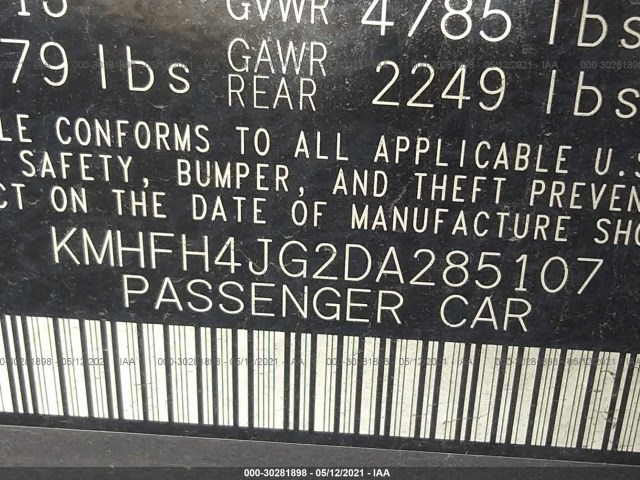 13 GVWR 4785 lbs
79 lbs GAWR REAR 2249 lbs
LE CONFORMS TO ALL APPLICABLE U.S
SAFETY, BUMPER, AND THEFT PREVEN
CT ON THE DATE OF MANUFACTURE SHO
KMHFH4JG2DA285107
PASSENGER CAR
000-30281898 - 05/12/2021 - IAA